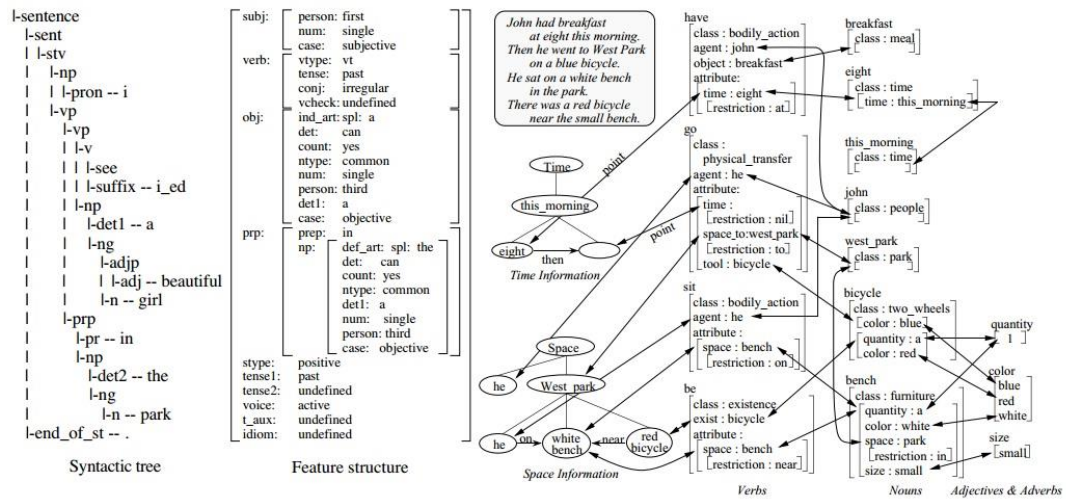 |-sentence
|-sent
|-stv
|-np
|-pron -- i
|-vp
|-vp
|-v
|-see
|-suffix -- i_ed
|-np
|-det1 -- a
|-ng
|-adjp
|-adj -- beautiful
|-n -- girl
|-prp
|-pr -- in
|-np
|-det2 -- the
|-ng
|-n -- park
|-end_of_st -- .
Syntactic tree
subj: person: first
num: single
case: subjective
verb: vtype: vt
tense: past
conj: irregular
vcheck: undefined
obj: ind_art: spl: a
det: can
count: yes
ntype: common
num: single
person: third
det1: a
case: objective
prp: prep: in
np: def_art: spl: the
det: can
count: yes
ntype: common
det1: a
num: single
person: third
case: objective
stype: positive
tense1: past
tense2: undefined
voice: active
t_aux: undefined
idiom: undefined
Feature structure
John had breakfast
at eight this morning.
Then he went to West Park
on a blue bicycle.
He sat on a white bench
in the park.
There was a red bicycle
near the small bench.
Time
this_morning
eight
then
point
point
Time Information
Space
he
West_park
he
on
white
bench
near
red
bicycle
Space Information
have
class : bodily_action
agent : john
object : breakfast
attribute:
time : eight
restriction : at
go
class :
physical_transfer
agent : he
attribute:
time :
restriction : nil
space_to:west_park
restriction : to
tool : bicycle
sit
class : bodily_action
agent : he
attribute :
space : bench
restriction : on
be
class : existence
exist : bicycle
attribute :
space : bench
restriction : near
Verbs
breakfast
class : meal
eight
class : time
time : this_morning
this_morning
class : time
john
class : people
west_park
class : park
bicycle
class : two_wheels
color : blue
quantity : a
color : red
bench
class : furniture
quantity : a
color : white
space : park
restriction : in
size : small
Nouns
quantity
1
color
blue
red
white
size
small
Adjectives & Adverbs